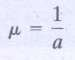 μ = 1/a